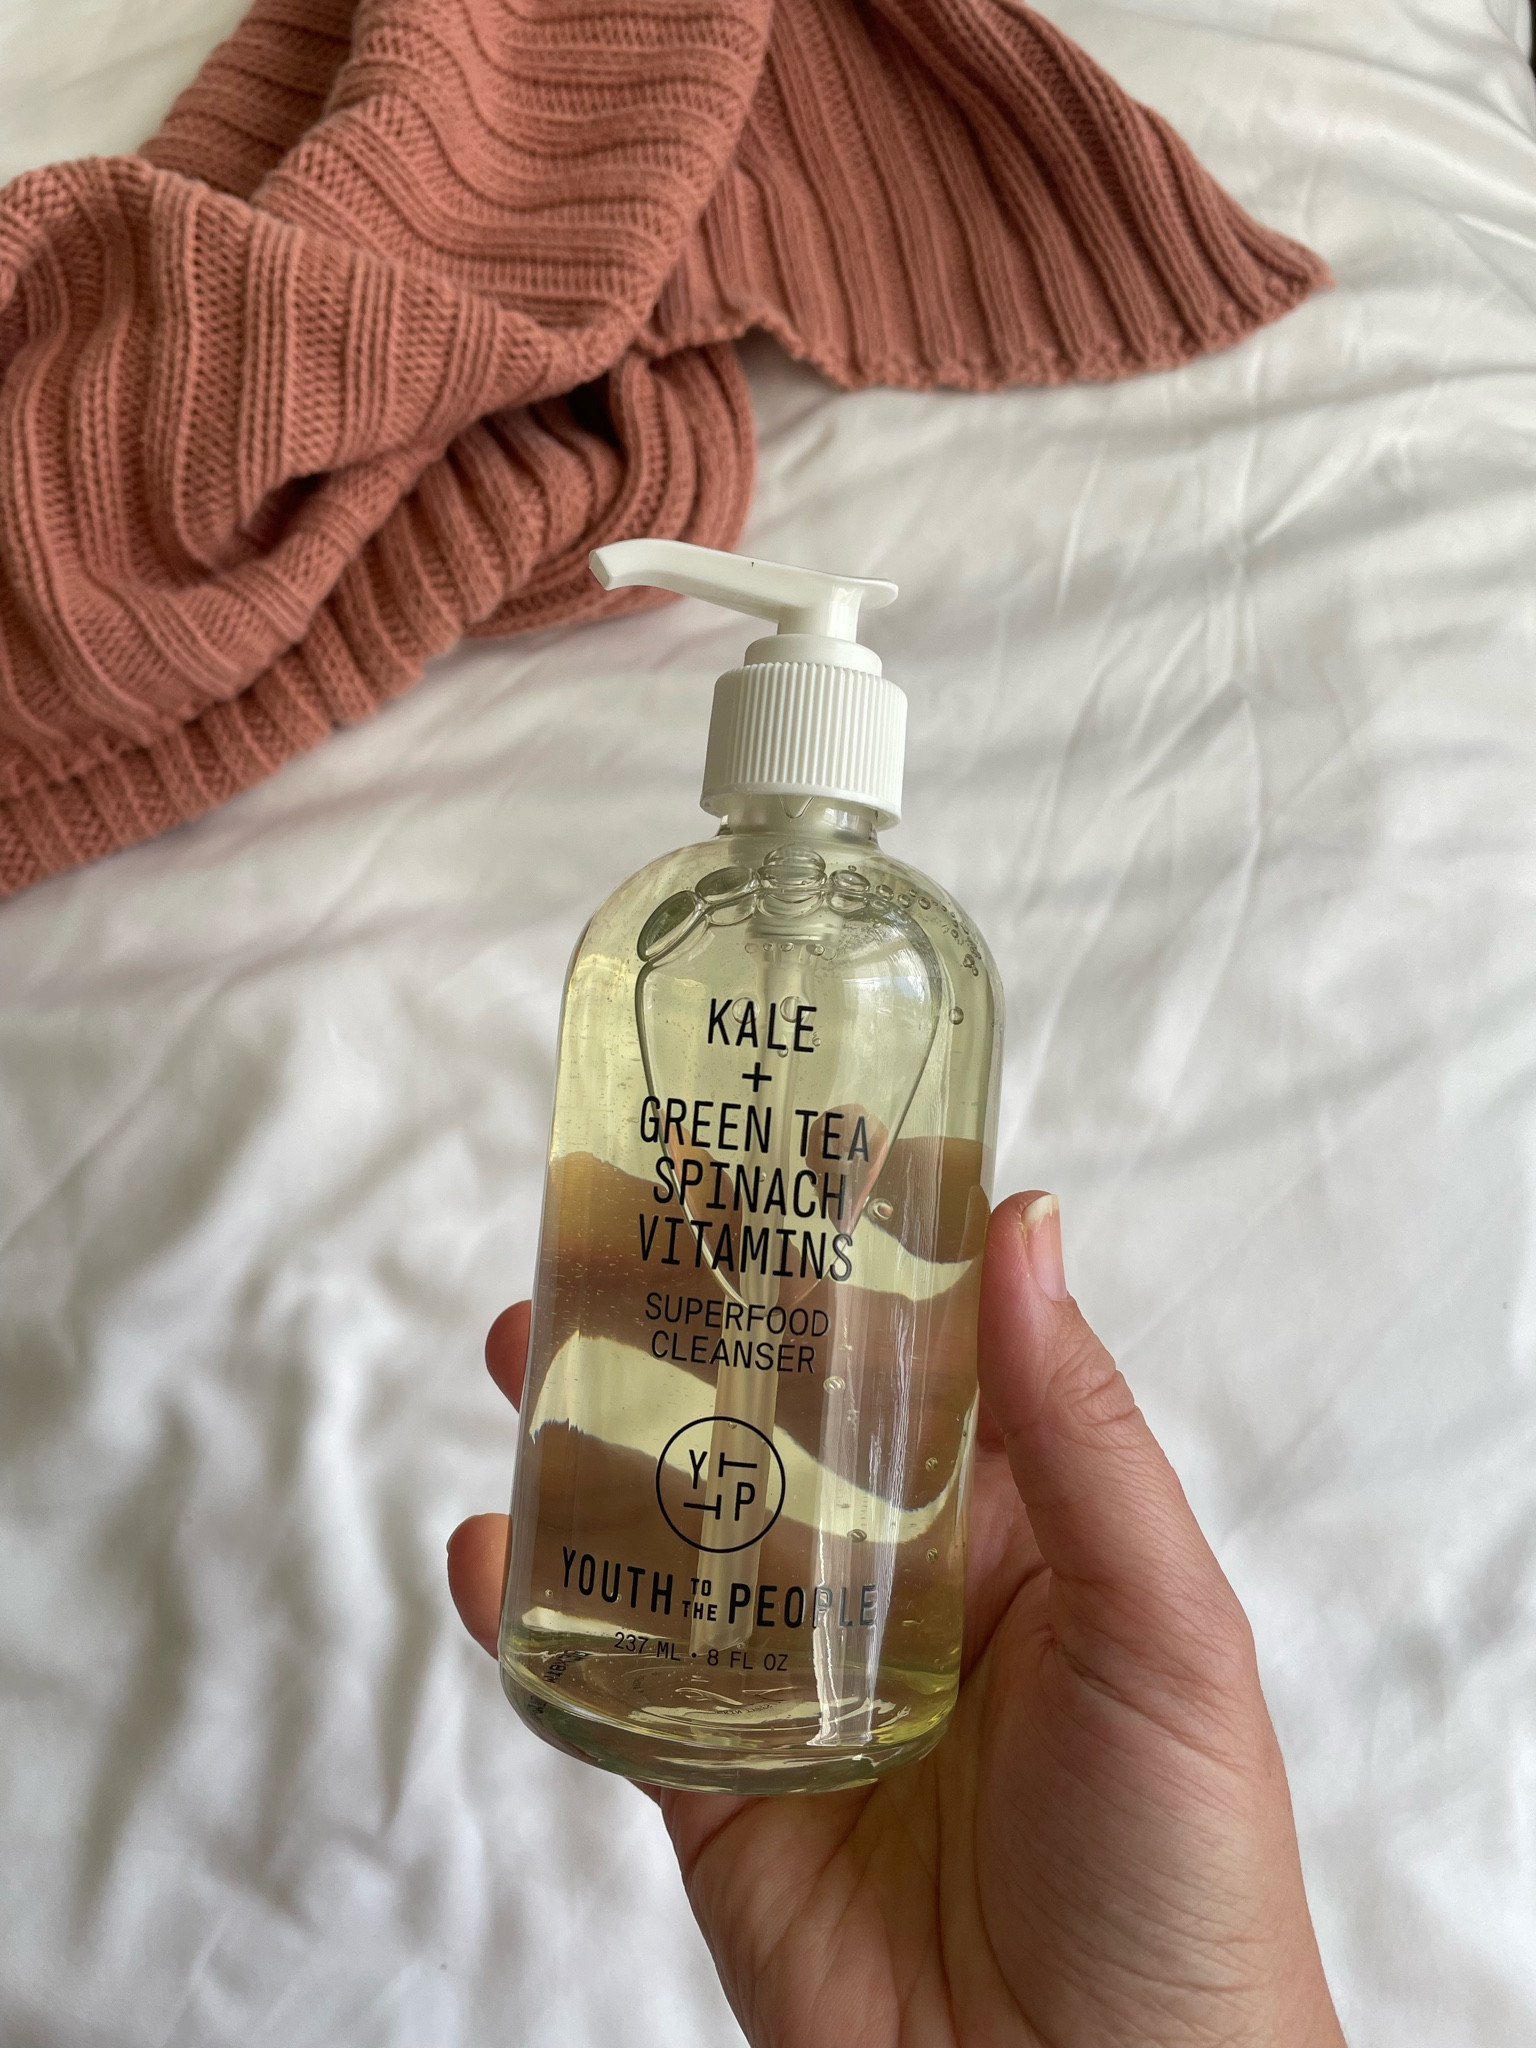 KALE
+
GREEN TEA
SPINACH
VITAMINS
SUPERFOOD
CLEANSER
Y T
T P
YOUTH TO THE PEOPLE
237 ML • 8 FL OZ